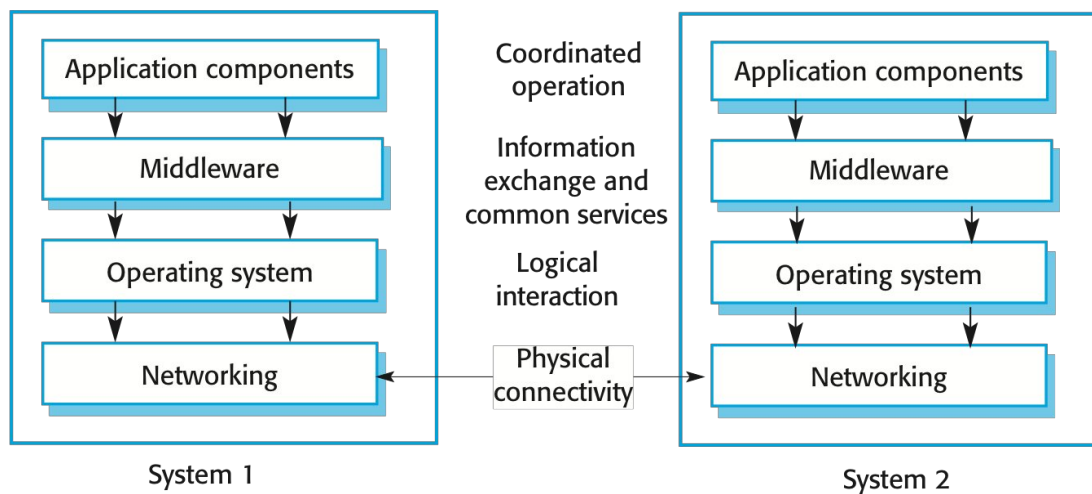 Application components
Middleware
Operating system
Networking
System 1
Coordinated
operation
Information
exchange and
common services
Logical
interaction
Physical
connectivity
Application components
Middleware
Operating system
Networking
System 2